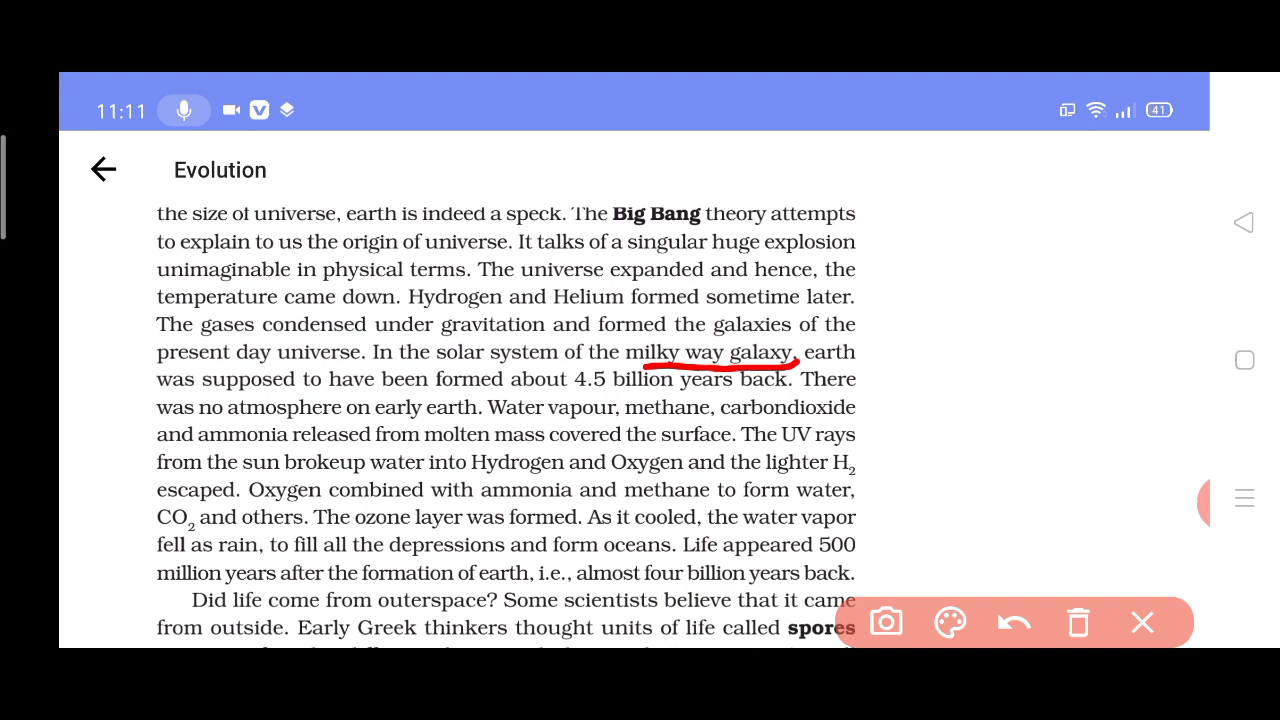 11:11
41
Evolution
the size of universe, earth is indeed a speck. The Big Bang theory attempts
to explain to us the origin of universe. It talks of a singular huge explosion
unimaginable in physical terms. The universe expanded and hence, the
temperature came down. Hydrogen and Helium formed sometime later.
The gases condensed under gravitation and formed the galaxies of the
present day universe. In the solar system of the milky way galaxy, earth
was supposed to have been formed about 4.5 billion years back. There
was no atmosphere on early earth. Water vapour, methane, carbondioxide
and ammonia released from molten mass covered the surface. The UV rays
from the sun brokeup water into Hydrogen and Oxygen and the lighter H₂
escaped. Oxygen combined with ammonia and methane to form water,
CO₂ and others. The ozone layer was formed. As it cooled, the water vapor
fell as rain, to fill all the depressions and form oceans. Life appeared 500
million years after the formation of earth, i.e., almost four billion years back.
Did life come from outerspace? Some scientists believe that it came
from outside. Early Greek thinkers thought units of life called spores